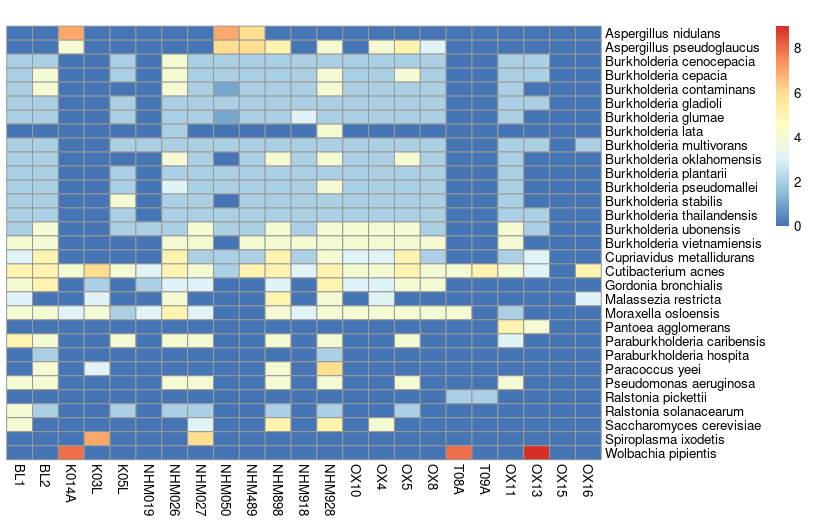 Aspergillus nidulans
Aspergillus pseudoglaucus
Burkholderia cenocepacia
Burkholderia cepacia
Burkholderia contaminans
Burkholderia gladioli
Burkholderia glumae
Burkholderia lata
Burkholderia multivorans
Burkholderia oklahomensis
Burkholderia plantarii
Burkholderia pseudomallei
Burkholderia stabilis
Burkholderia thailandensis
Burkholderia ubonensis
Burkholderia vietnamiensis
Cupriavidus metallidurans
Cutibacterium acnes
Gordonia bronchialis
Malassezia restricta
Moraxella osloensis
Pantoea agglomerans
Paraburkholderia caribensis
Paraburkholderia hospita
Paracoccus yeei
Pseudomonas aeruginosa
Ralstonia pickettii
Ralstonia solanacearum
Saccharomyces cerevisiae
Spiroplasma ixodetis
Wolbachia pipientis
8
6
4
2
0
BL1
BL2
K014A
K03L
K05L
NHM019
NHM026
NHM027
NHM050
NHM489
NHM898
NHM918
NHM928
OX10
OX4
OX5
OX8
T08A
T09A
OX11
OX13
OX15
OX16